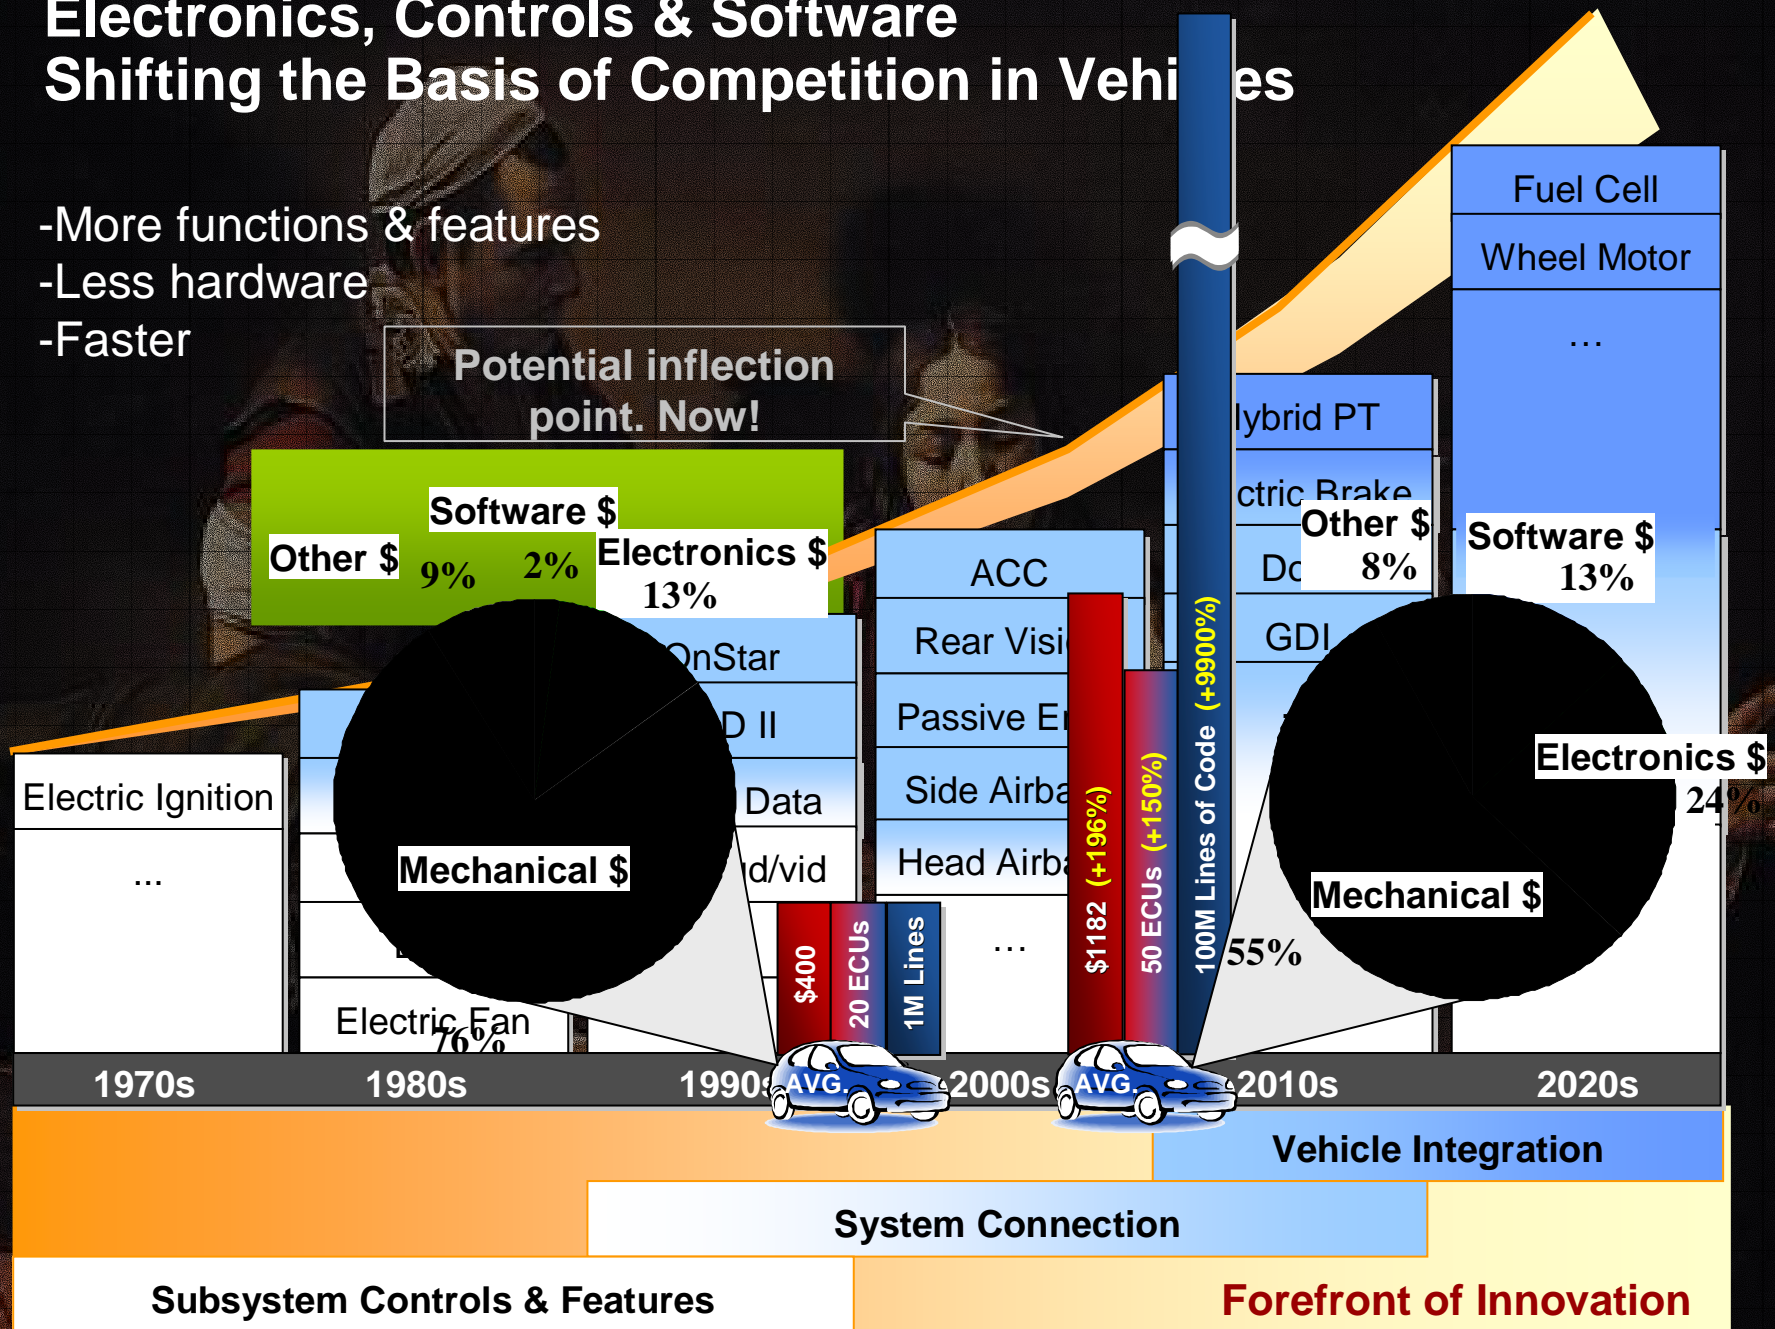 Electronics, Controls & Software
Shifting the Basis of Competition in Vehi es
-More functions & features
-Less hardware
-Faster
Potential inflection
point. Now!
Software $
2%
Other $
9%
Electronics $
13%
Mechanical $
76%
Electric Ignition
...
Electric Fan
OnStar
D II
Data
ud/vid
ACC
Rear Visi
Passive E
Side Airba
Head Airba
...
ybrid PT
ctric Brake
Do
GDI
Fuel Cell
Wheel Motor
...
Other $
8%
Software $
13%
Electronics $
24%
Mechanical $
55%
$400
20 ECUs
1M Lines
$1182 (+196%)
50 ECUs (+150%)
100M Lines of Code (+9900%)
1970s
1980s
1990s
AVG.
2000s
AVG.
2010s
2020s
Vehicle Integration
System Connection
Subsystem Controls & Features
Forefront of Innovation